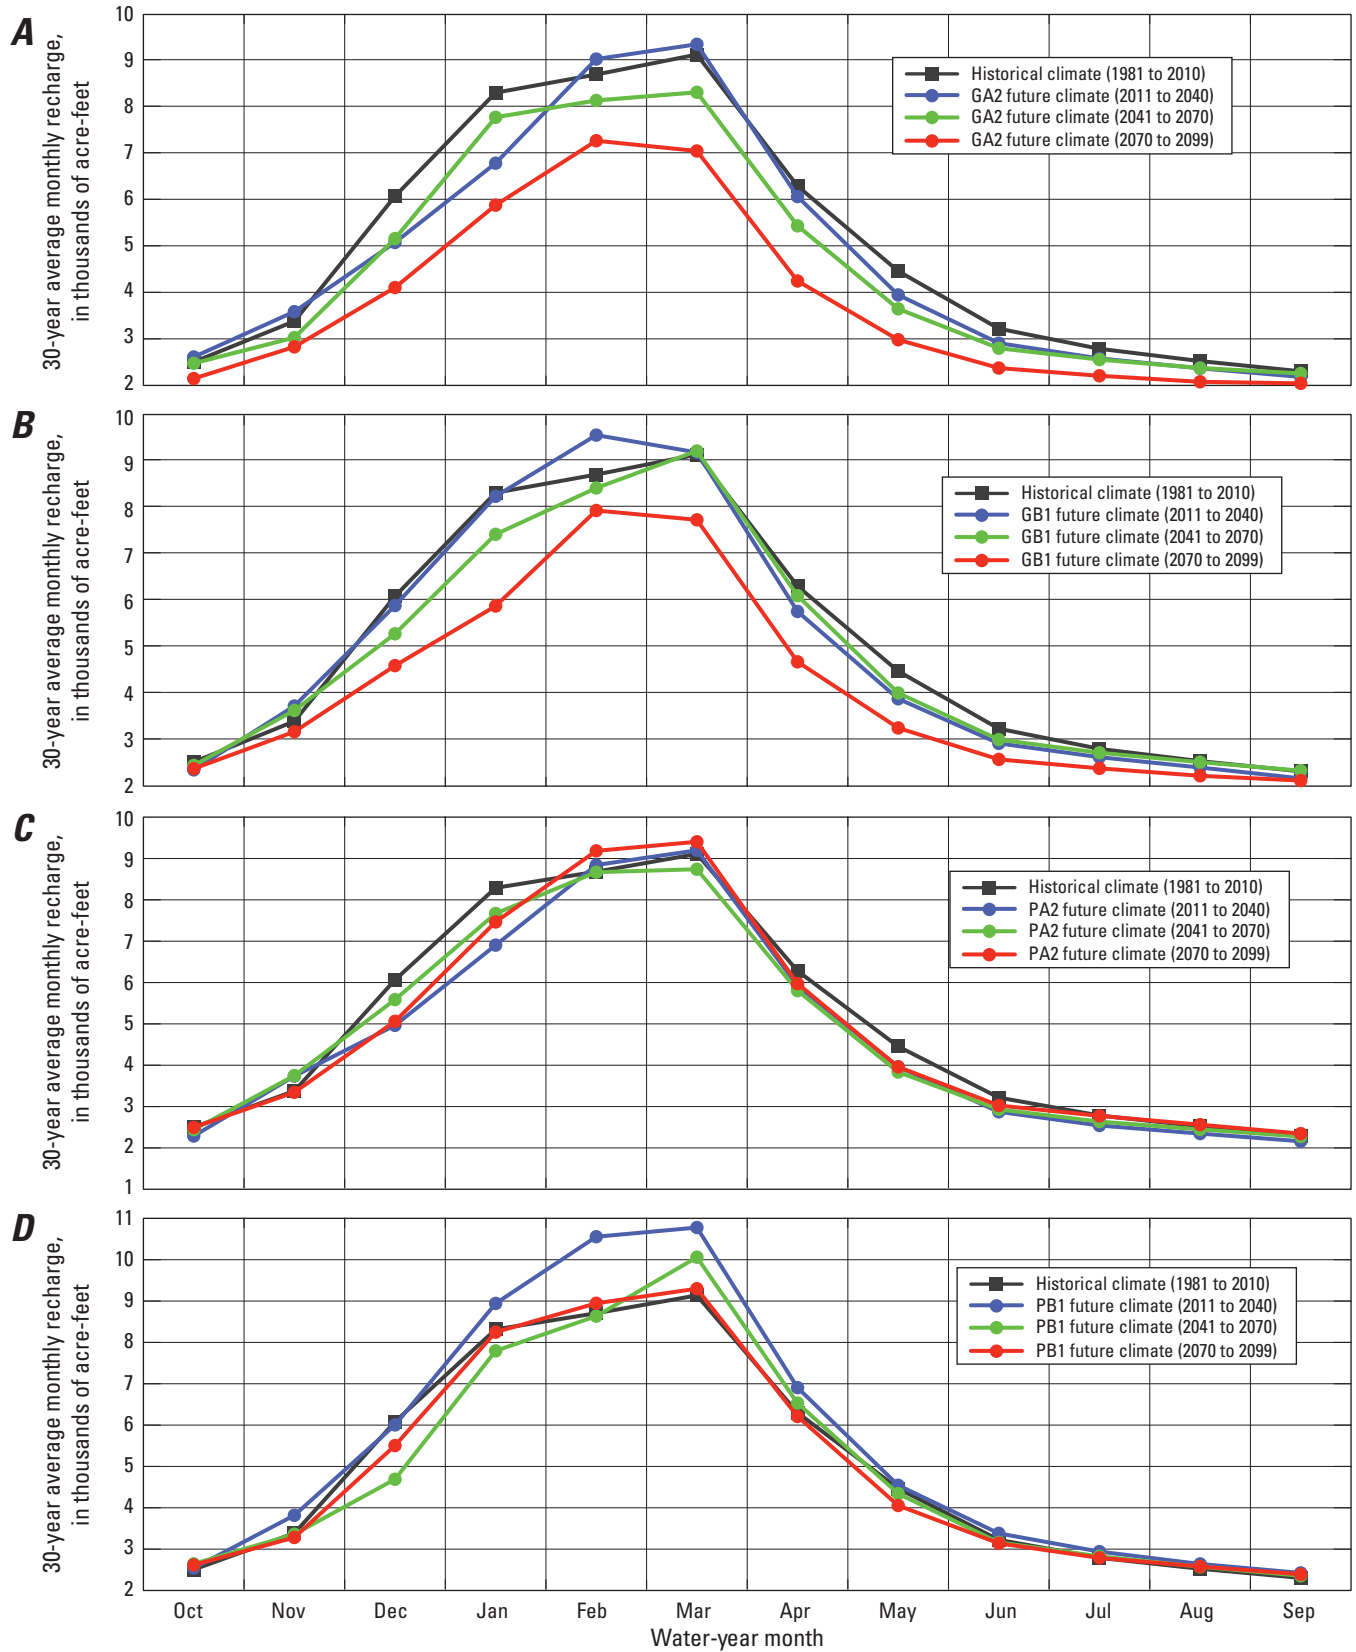 A
30-year average monthly recharge,
in thousands of acre-feet
10
9
8
7
6
5
4
3
2
Historical climate (1981 to 2010)
GA2 future climate (2011 to 2040)
GA2 future climate (2041 to 2070)
GA2 future climate (2070 to 2099)
B
30-year average monthly recharge,
in thousands of acre-feet
10
9
8
7
6
5
4
3
2
Historical climate (1981 to 2010)
GB1 future climate (2011 to 2040)
GB1 future climate (2041 to 2070)
GB1 future climate (2070 to 2099)
C
30-year average monthly recharge,
in thousands of acre-feet
10
9
8
7
6
5
4
3
2
1
Historical climate (1981 to 2010)
PA2 future climate (2011 to 2040)
PA2 future climate (2041 to 2070)
PA2 future climate (2070 to 2099)
D
30-year average monthly recharge,
in thousands of acre-feet
11
10
9
8
7
6
5
4
3
2
Historical climate (1981 to 2010)
PB1 future climate (2011 to 2040)
PB1 future climate (2041 to 2070)
PB1 future climate (2070 to 2099)
Oct Nov Dec Jan Feb Mar Apr May Jun Jul Aug Sep
Water-year month